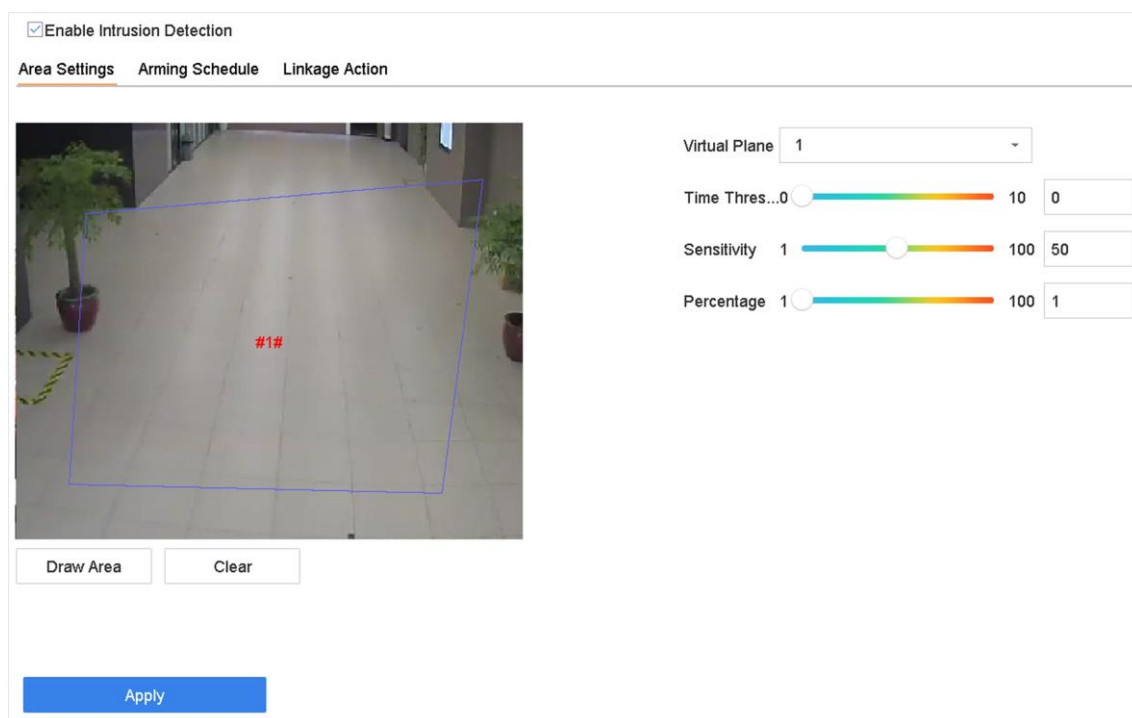 Enable Intrusion Detection
Area Settings Arming Schedule Linkage Action
Virtual Plane 1
Time Thres...0 10 0
Sensitivity 1 100 50
Percentage 1 100 1
#1#
Draw Area Clear
Apply